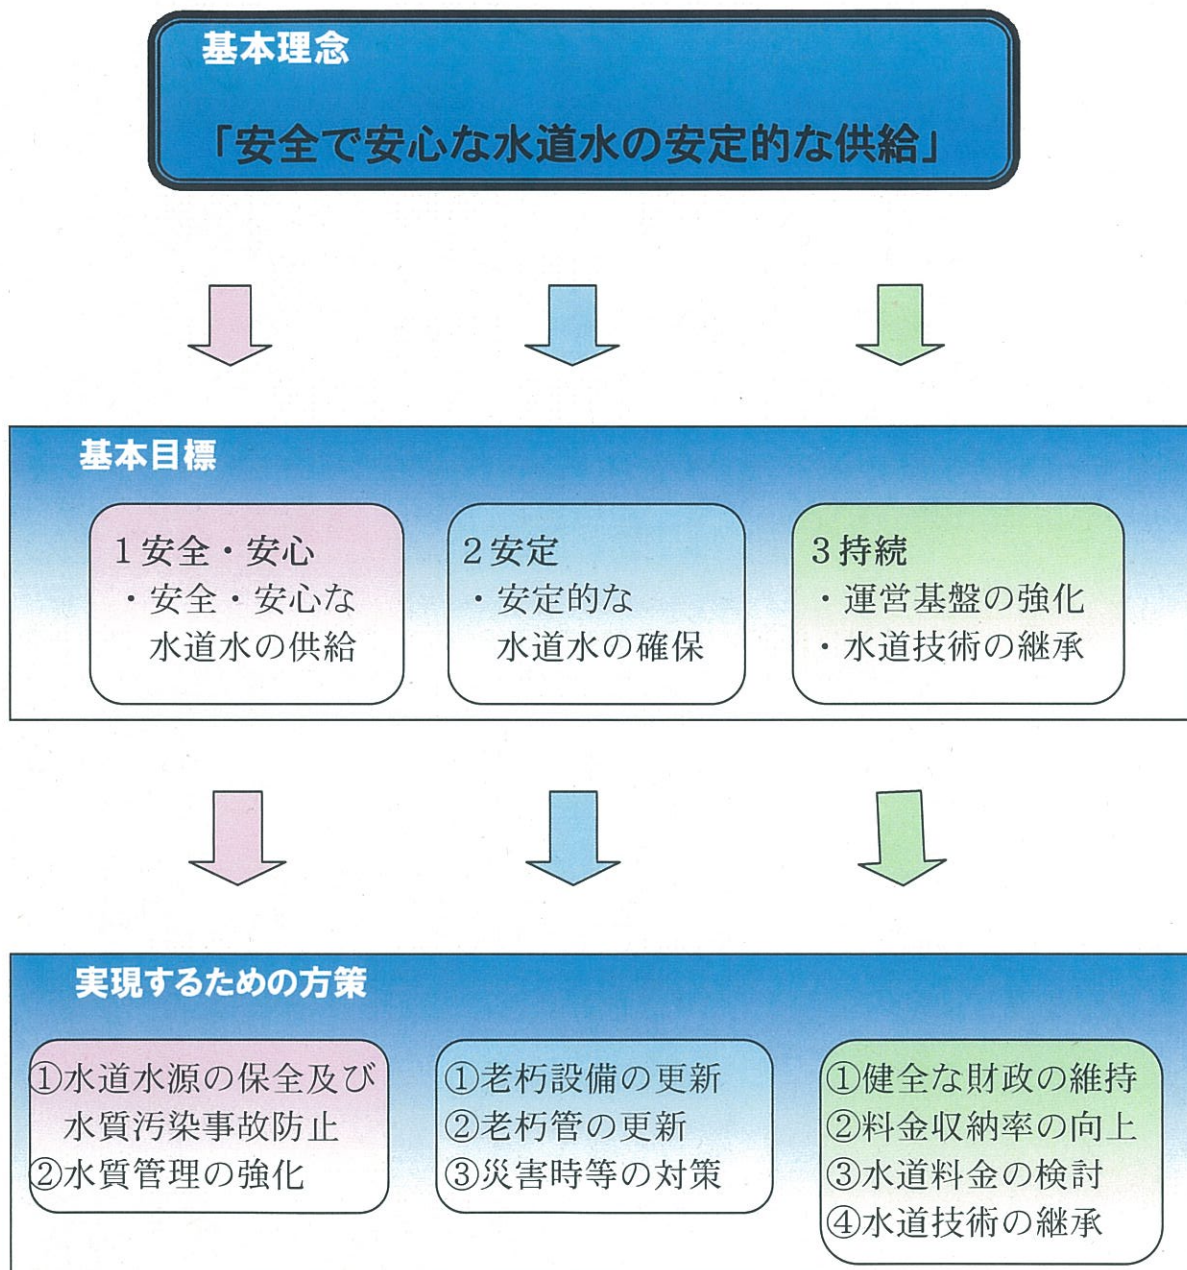 基本理念
「安全で安心な水道水の安定的な供給」
基本目標
1安全・安心
・安全・安心な
水道水の供給
2安定
・安定的な
水道水の確保
3持続
・運営基盤の強化
・水道技術の継承
実現するための方策
①水道水源の保全及び
水質汚染事故防止
②水質管理の強化
①老朽設備の更新
②老朽管の更新
③災害時等の対策
①健全な財政の維持
②料金収納率の向上
③水道料金の検討
④水道技術の継承